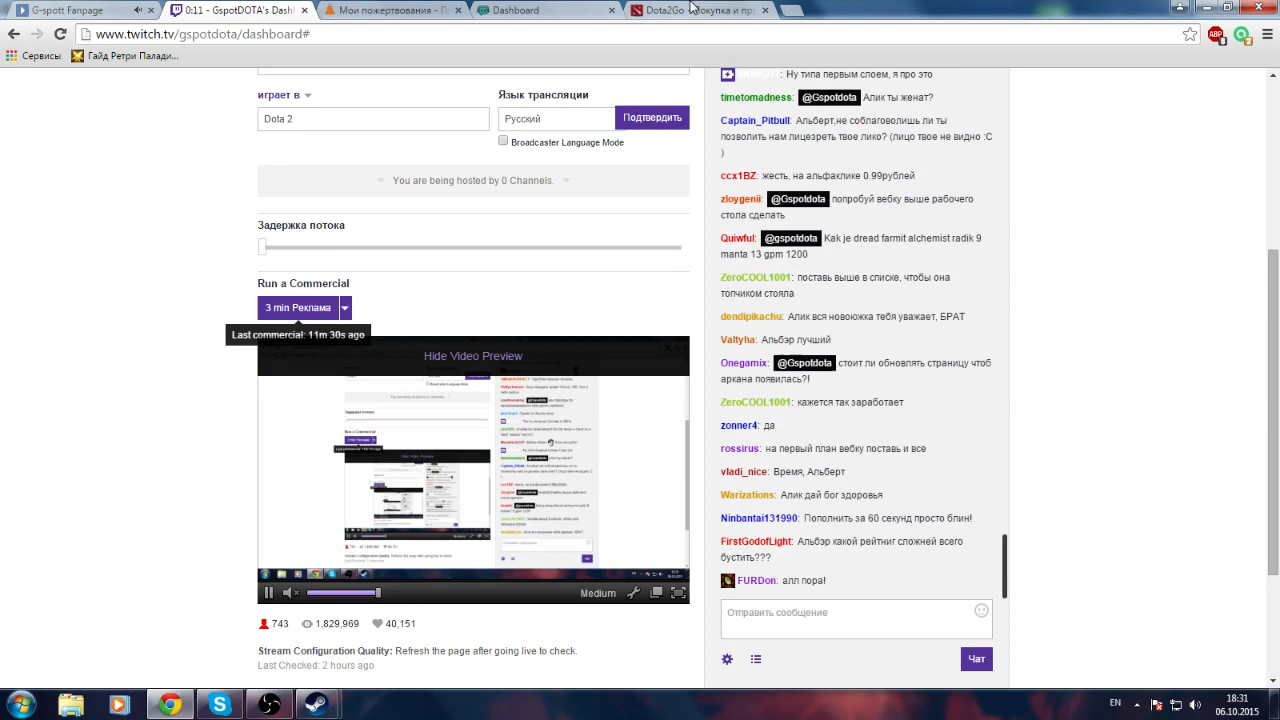 G-spott Fanpage
0:11 - GspotDOTA's Dash
Мои пожертвования - П
Dashboard
Dota2Go - Покупка и пр
www.twitch.tv/gspotdota/dashboard#
Сервисы
Гайд Ретри Палади...
играет в
Язык трансляции
Dota 2
Русский
Подтвердить
Broadcaster Language Mode
You are being hosted by 0 Channels.
Задержка потока
Run a Commercial
3 min Реклама
Last commercial: 11m 30s ago
Hide Video Preview
Medium
743
1,829,969
40,151
Stream Configuration Quality: Refresh the page after going live to check.
Last Checked: 2 hours ago
: Ну типа первым слоем, я про это
timetomadness: @Gspotdota Алик ты женат?
Captain_Pitbull: Альберт,не соблаговолишь ли ты
позволить нам лицезреть твое лико? (лицо твое не видно :С
)
ccx1BZ: жесть, на альфаклике 0.99рублей
zloygenii: @Gspotdota попробуй вебку выше рабочего
стола сделать
Quiwful: @gspotdota Kak je dread farmit alchemist radik 9
manta 13 gpm 1200
ZeroCOOL1001: поставь выше в списке, чтобы она
топчиком стояла
dendipikachu: Алик вся новоюжка тебя уважает, БРАТ
Valtyha: Альбэр лучший
Onegamix: @Gspotdota стоит ли обновлять страницу чтоб
аркана появилась?!
ZeroCOOL1001: кажется так заработает
zonner4: да
rossirus: на первый план вебку поставь и все
vladi_nice: Время, Альберт
Warizations: Алик дай бог здоровья
Ninbantai131990: Пополнить за 60 секунд просто огонь!
FirstGodofLight: Альбэр какой рейтинг сложней всего
бустить???
FURDon: алл пора!
Отправить сообщение
Чат
EN
18:31
06.10.2015